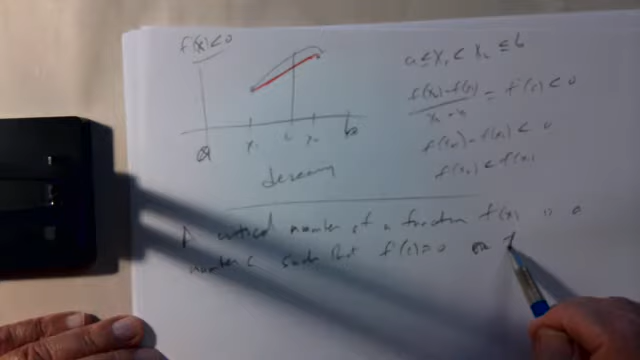 f'(x) < 0
a ≤ x₁ < x₂ ≤ b
f(x₂) - f(x₁) / x₂ - x₁ = f'(c) < 0
f(x₂) - f(x₁) < 0
f(x₂) < f(x₁)
a x₁ c x₂ b
A critical number of a function f(x) is a
number c such that f'(c) = 0 or